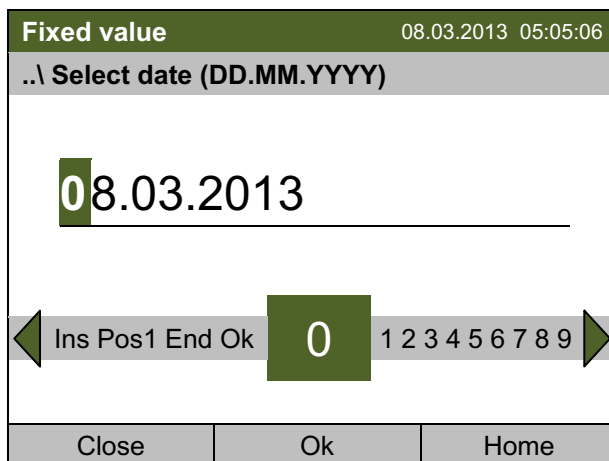 Fixed value 08.03.2013 05:05:06
..\ Select date (DD.MM.YYYY)
08.03.2013
Ins Pos1 End Ok 0 1 2 3 4 5 6 7 8 9
Close Ok Home